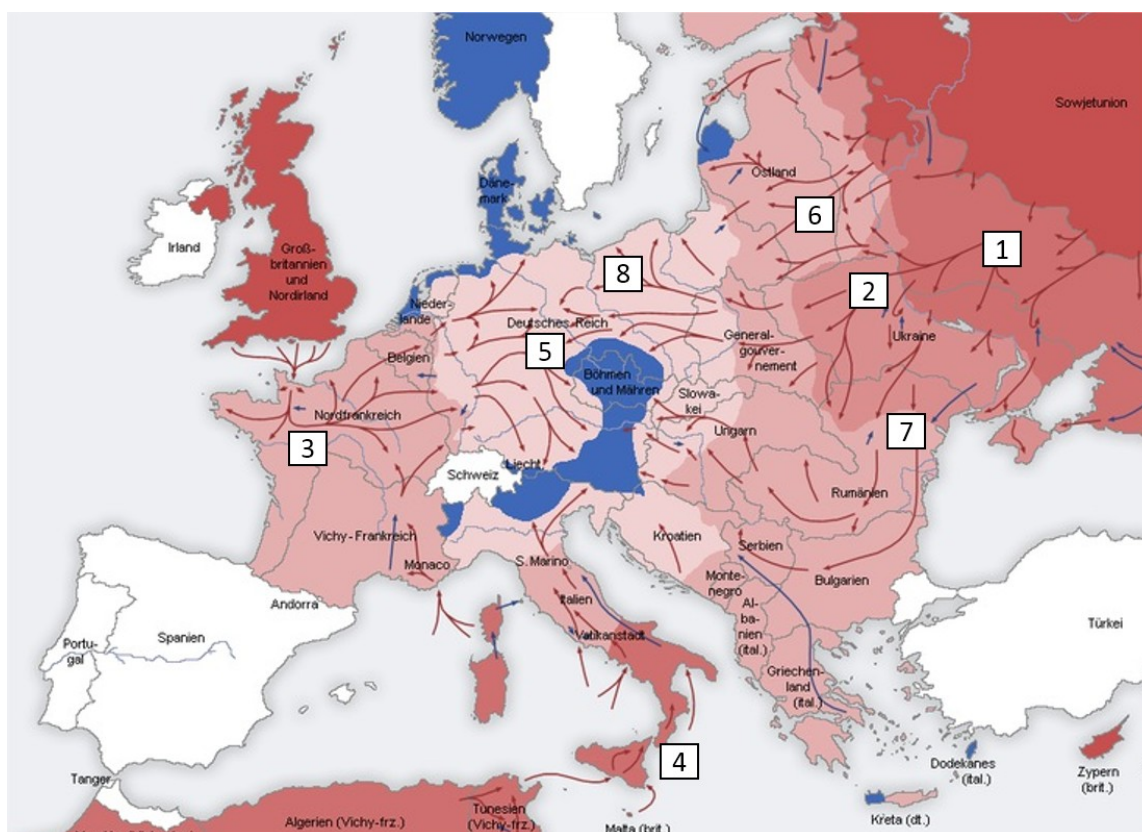 Norwegen
Sowjetunion
Däne-
mark
Ostland
Irland
Groß-
britannien
und
Nordirland
6
1
8
2
Nieder-
lande
Deutsches Reich
5
Belgien
General-
gouver-
nement
Ukraine
Böhmen
und Mähren
Slowa-
kei
Nordfrankreich
3
7
Ungarn
Schweiz
Liecht.
Rumänien
Vichy-Frankreich
Kroatien
Serbien
Monaco
S. Marino
Bulgarien
Monte-
negro
Andorra
Italien
Al-
ba-
nien
(ital.)
Vatikanstadt
Türkei
Portu-
gal
Spanien
Griechen-
land
(ital.)
4
Dodekanes
(ital.)
Zypern
(brit.)
Tanger
Kreta (dt.)
Tunesien
(Vichy-frz.)
Algerien (Vichy-frz.)
Malta (brit.)